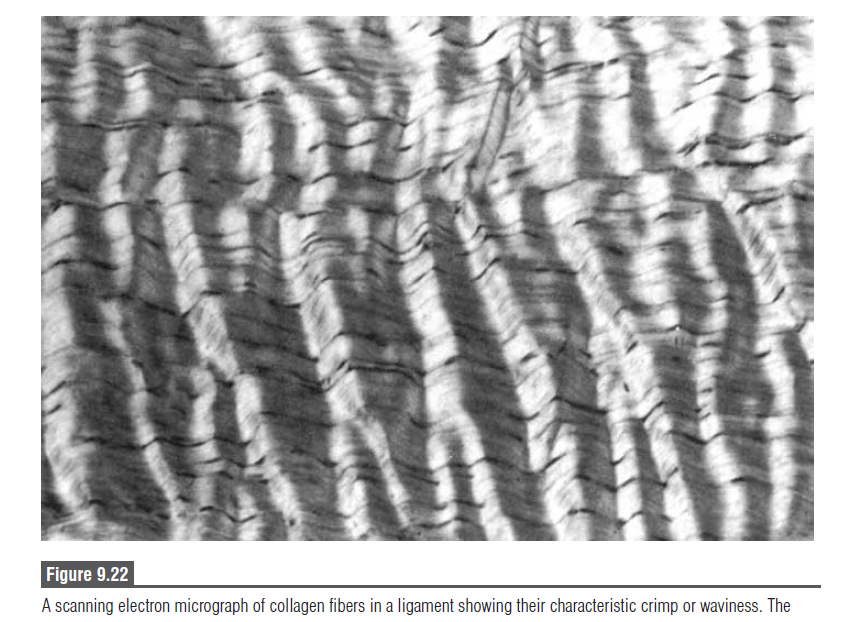 Figure 9.22
A scanning electron micrograph of collagen fibers in a ligament showing their characteristic crimp or waviness. The